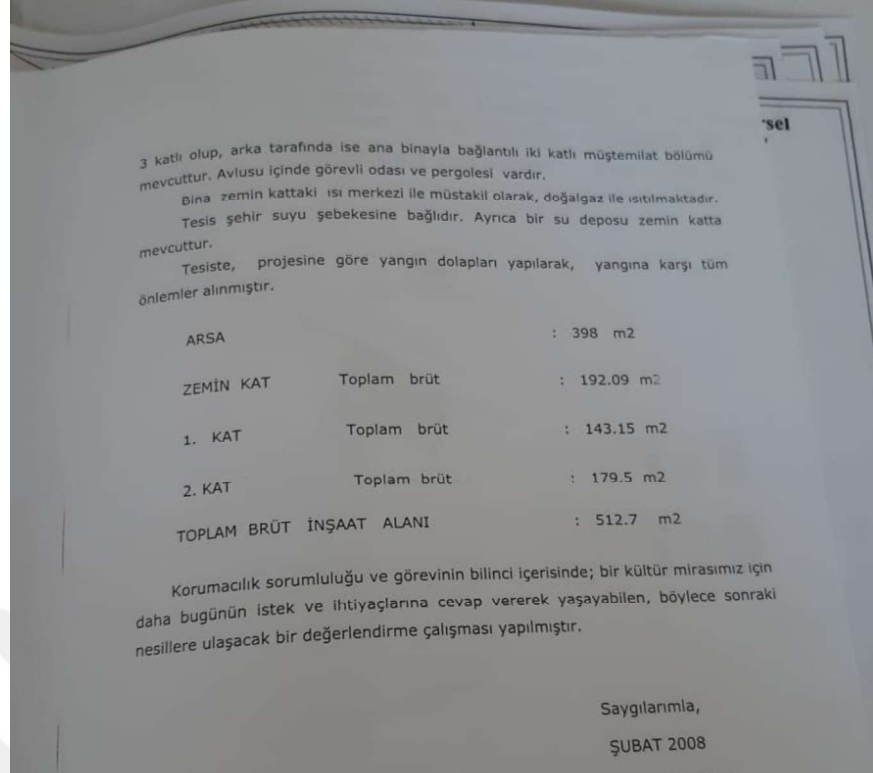 rsel
3 katlı olup, arka tarafında ise ana binayla bağlantılı iki katlı müştemilat bölümü
mevcuttur. Avlusu içinde görevli odası ve pergolesi vardır.
Bina zemin kattaki ısı merkezi ile müstakil olarak, doğalgaz ile ısıtılmaktadır.
Tesis şehir suyu şebekesine bağlıdır. Ayrıca bir su deposu zemin katta
mevcuttur.
Tesiste, projesine göre yangın dolapları yapılarak, yangına karşı tüm
önlemler alınmıştır.
ARSA : 398 m2
ZEMİN KAT Toplam brüt : 192.09 m2
1. KAT Toplam brüt : 143.15 m2
2. KAT Toplam brüt : 179.5 m2
TOPLAM BRÜT İNŞAAT ALANI : 512.7 m2
Korumacılık sorumluluğu ve görevinin bilinci içerisinde; bir kültür mirasımız için
daha bugünün istek ve ihtiyaçlarına cevap vererek yaşayabilen, böylece sonraki
nesillere ulaşacak bir değerlendirme çalışması yapılmıştır.
Saygılarımla,
ŞUBAT 2008